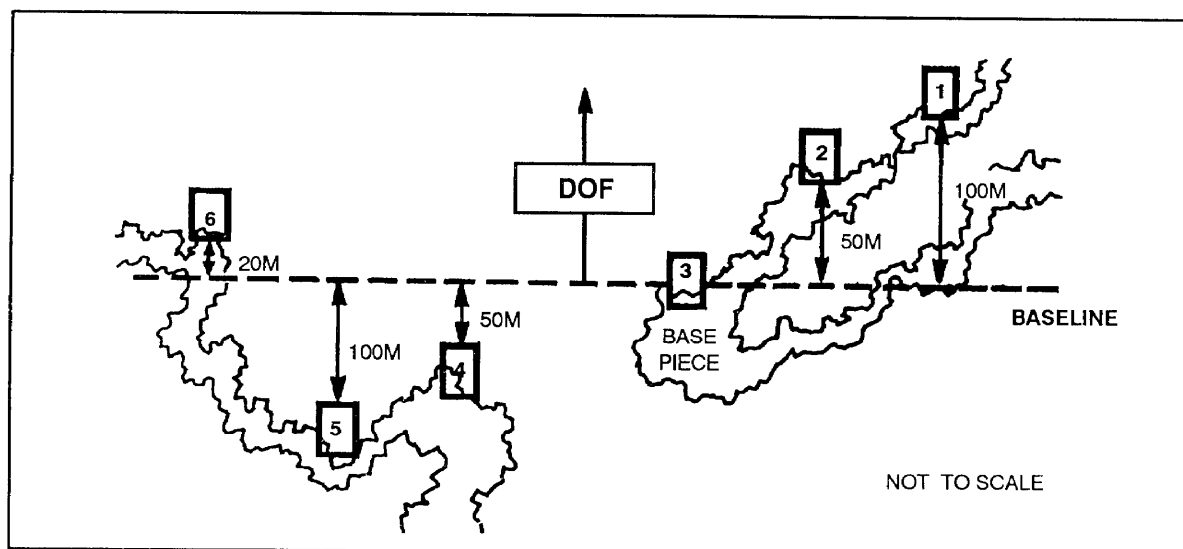 1
2
DOF
100M
6
50M
3
20M
50M
BASELINE
BASE
PIECE
100M
4
5
NOT TO SCALE